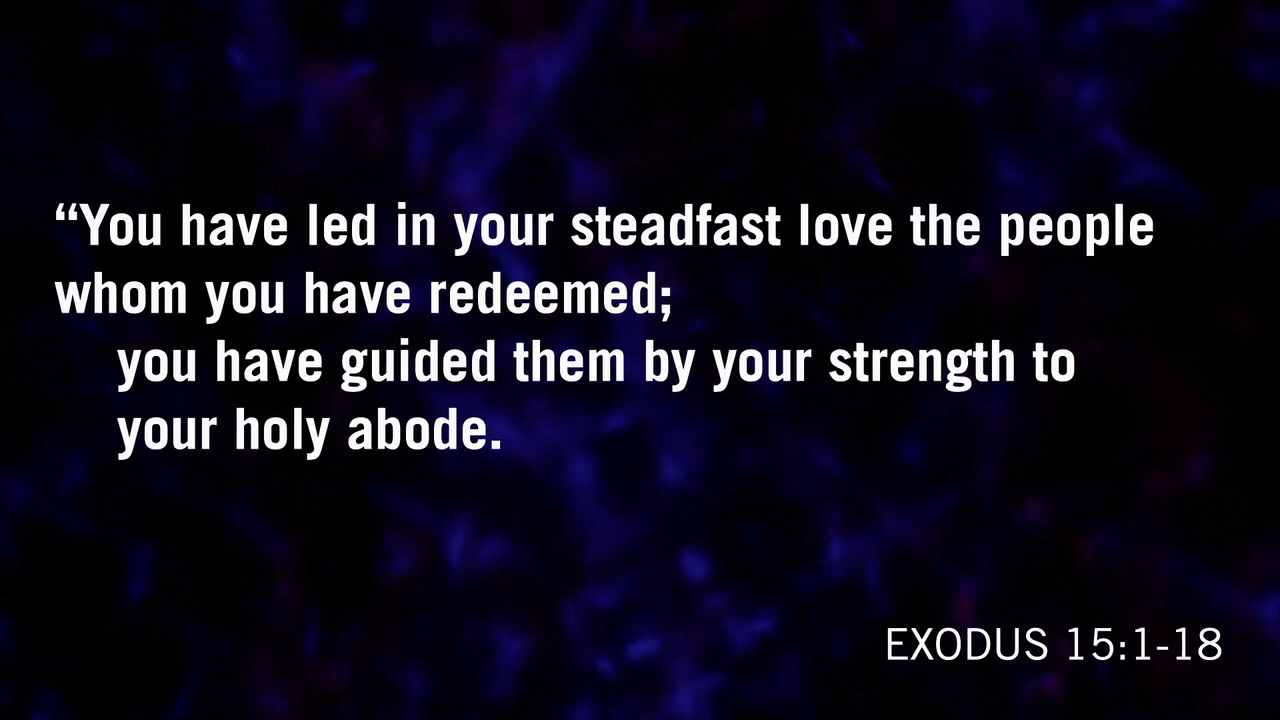 “You have led in your steadfast love the people
whom you have redeemed;
you have guided them by your strength to
your holy abode.
EXODUS 15:1-18